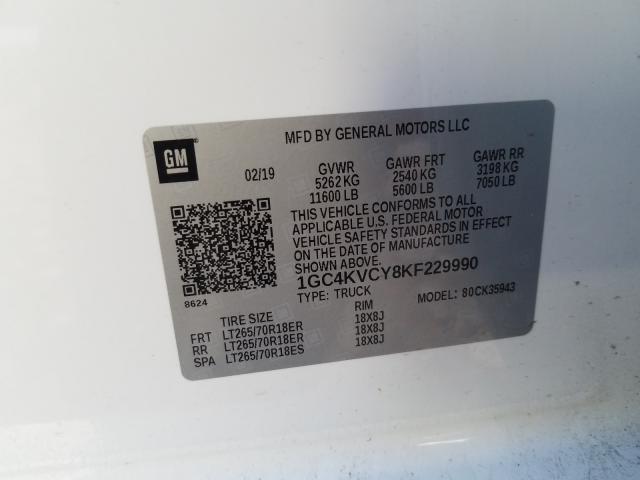 MFD BY GENERAL MOTORS LLC
GM
02/19 GVWR GAWR FRT GAWR RR
5262 KG 2540 KG 3198 KG
11600 LB 5600 LB 7050 LB
THIS VEHICLE CONFORMS TO ALL
APPLICABLE U.S. FEDERAL MOTOR
VEHICLE SAFETY STANDARDS IN EFFECT
ON THE DATE OF MANUFACTURE
SHOWN ABOVE.
1GC4KVCY8KF229990
8624
TYPE: TRUCK MODEL: 80CK35943
TIRE SIZE RIM
FRT LT265/70R18ER 18X8J
RR LT265/70R18ER 18X8J
SPA LT265/70R18ES 18X8J